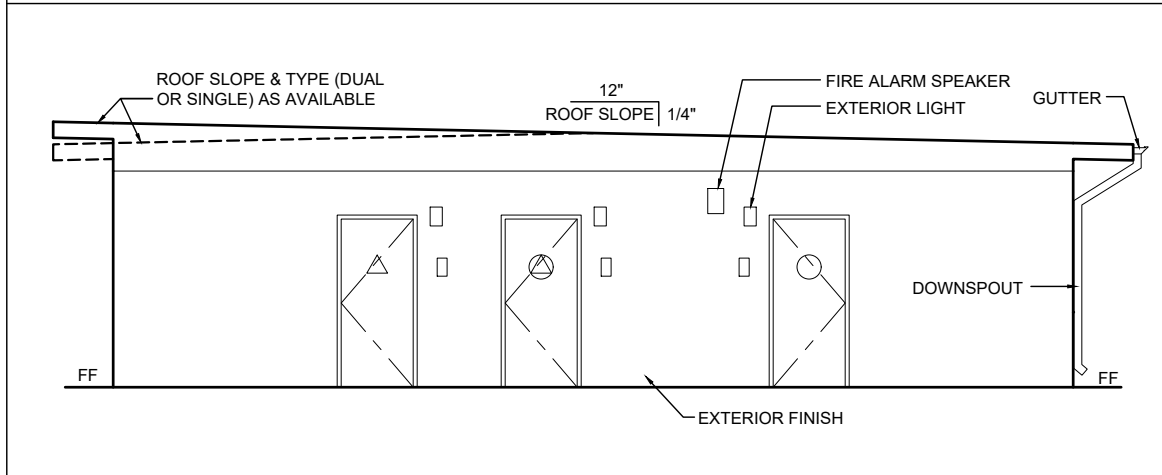 ROOF SLOPE & TYPE (DUAL
OR SINGLE) AS AVAILABLE
12"
ROOF SLOPE 1/4"
FIRE ALARM SPEAKER
EXTERIOR LIGHT
GUTTER
DOWNSPOUT
FF
FF
EXTERIOR FINISH